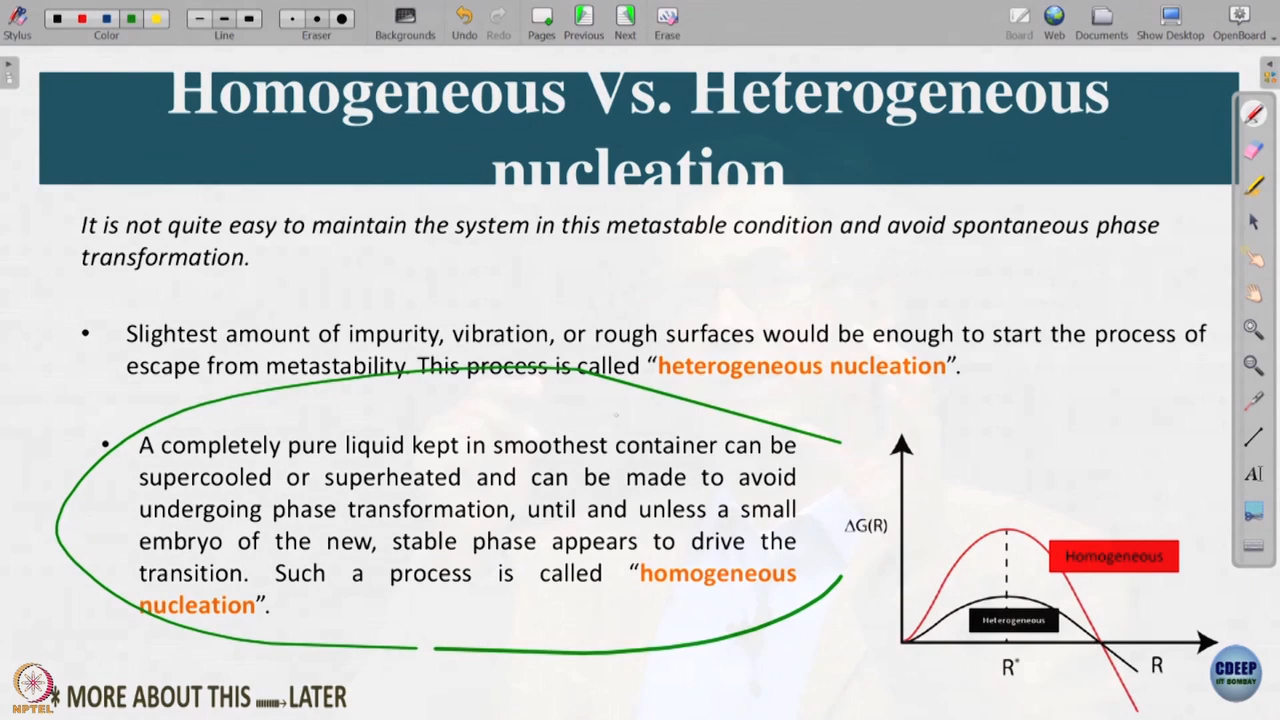 Stylus Color Line Eraser Backgrounds Undo Redo Pages Previous Next Erase Board Web Documents Show Desktop OpenBoard
Homogeneous Vs. Heterogeneous
nucleation
It is not quite easy to maintain the system in this metastable condition and avoid spontaneous phase
transformation.
• Slightest amount of impurity, vibration, or rough surfaces would be enough to start the process of
escape from metastability. This process is called “heterogeneous nucleation”.
• A completely pure liquid kept in smoothest container can be
supercooled or superheated and can be made to avoid
undergoing phase transformation, until and unless a small
embryo of the new, stable phase appears to drive the
transition. Such a process is called “homogeneous
nucleation”.
ΔG(R)
Homogeneous
Heterogeneous
R*
R
* MORE ABOUT THIS ......→ LATER
NPTEL
CDEEP
IIT BOMBAY